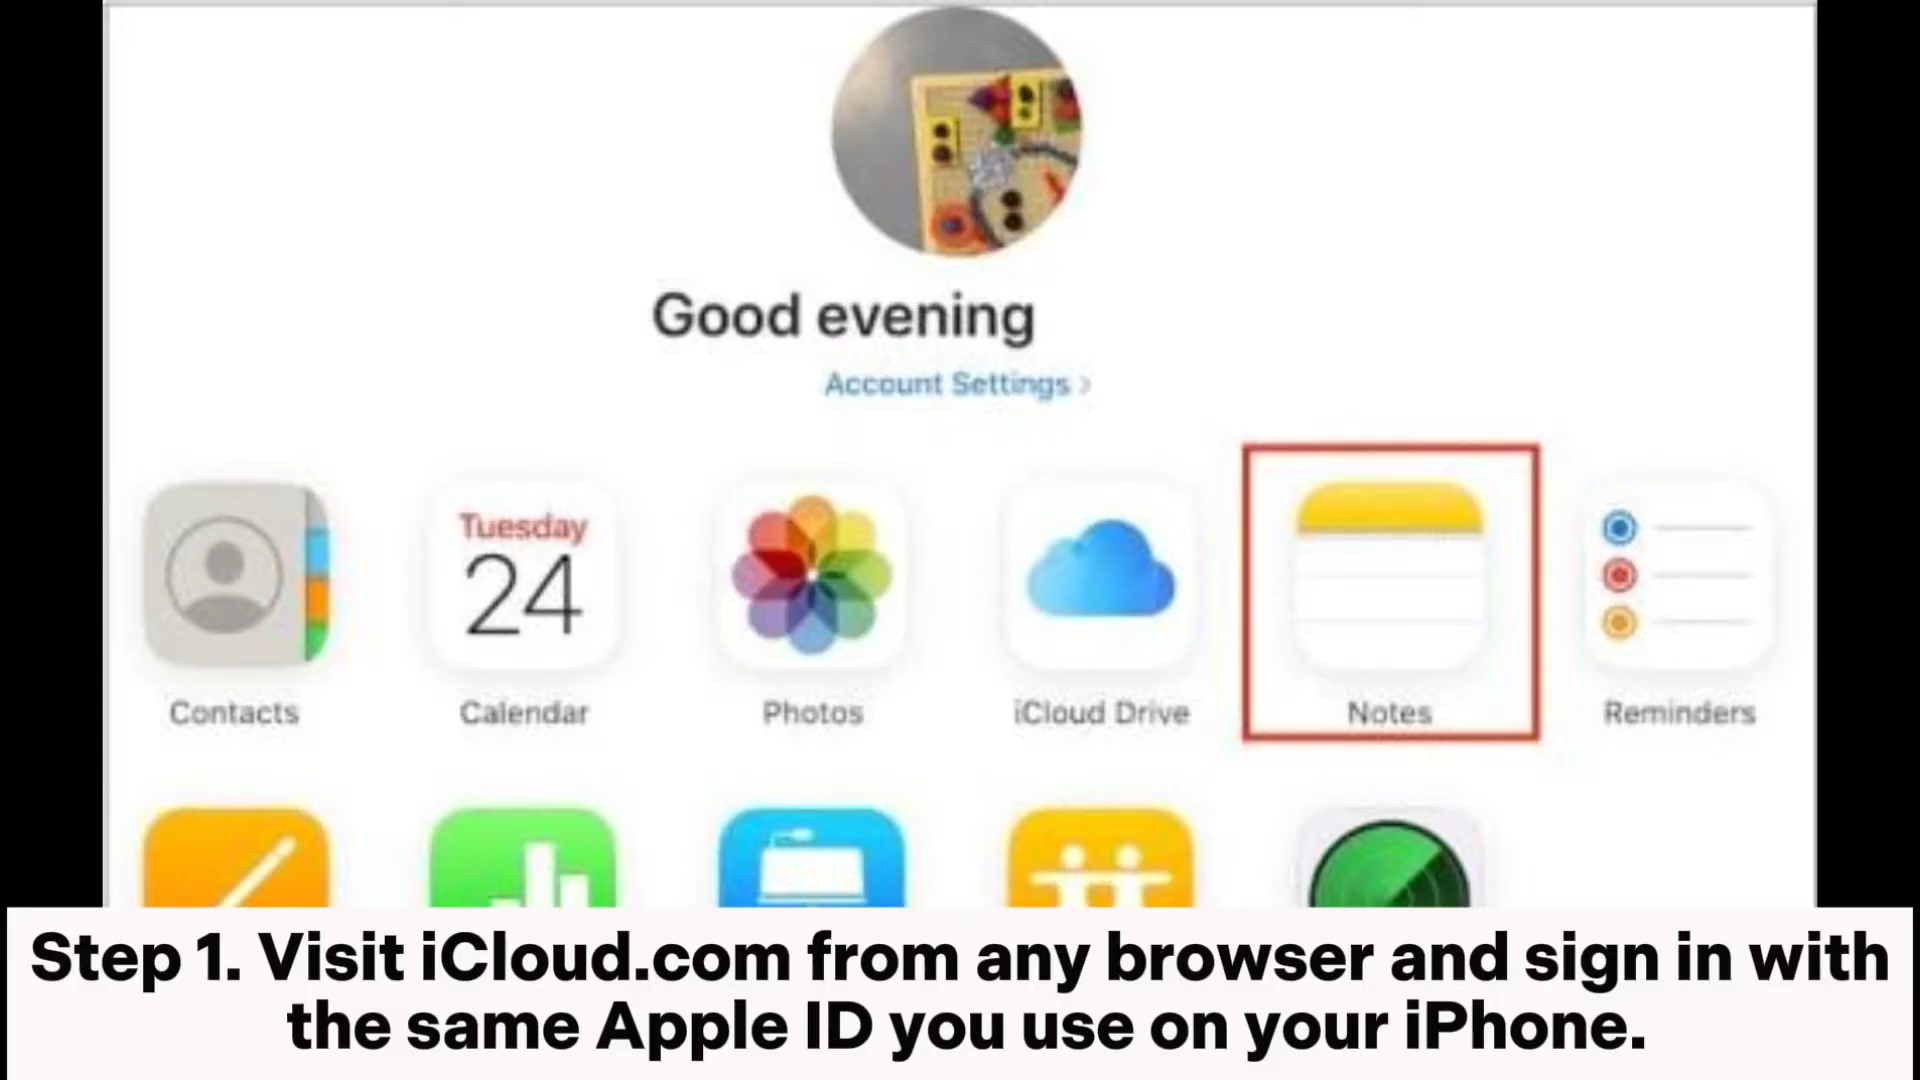 Good evening
Account Settings >
Tuesday
24
Contacts
Calendar
Photos
iCloud Drive
Notes
Reminders
Step 1. Visit iCloud.com from any browser and sign in with
the same Apple ID you use on your iPhone.